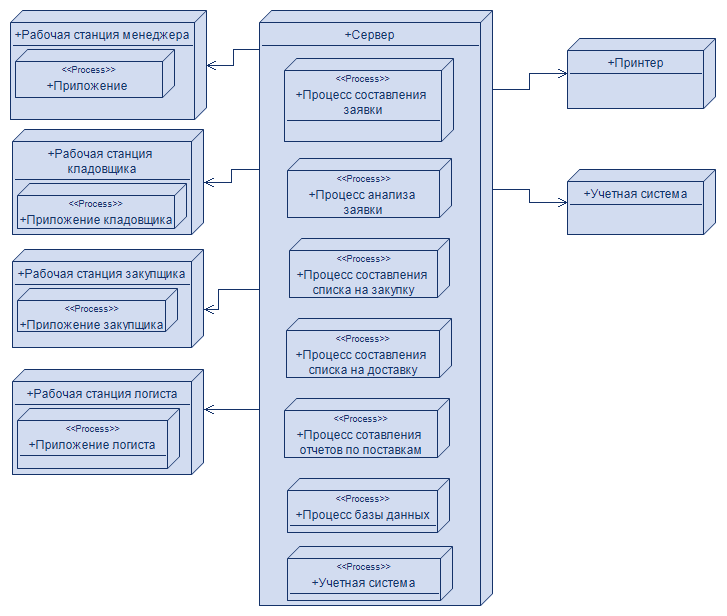 +Рабочая станция менеджера
<<Process>>
+Приложение
+Рабочая станция
кладовщика
<<Process>>
+Приложение кладовщика
+Рабочая станция закупщика
<<Process>>
+Приложение закупщика
+Рабочая станция логиста
<<Process>>
+Приложение логиста
+Сервер
<<Process>>
+Процесс составления
заявки
<<Process>>
+Процесс анализа
заявки
<<Process>>
+Процесс составления
списка на закупку
<<Process>>
+Процесс составления
списка на доставку
<<Process>>
+Процесс сотавления
отчетов по поставкам
<<Process>>
+Процесс базы данных
<<Process>>
+Учетная система
+Принтер
+Учетная система